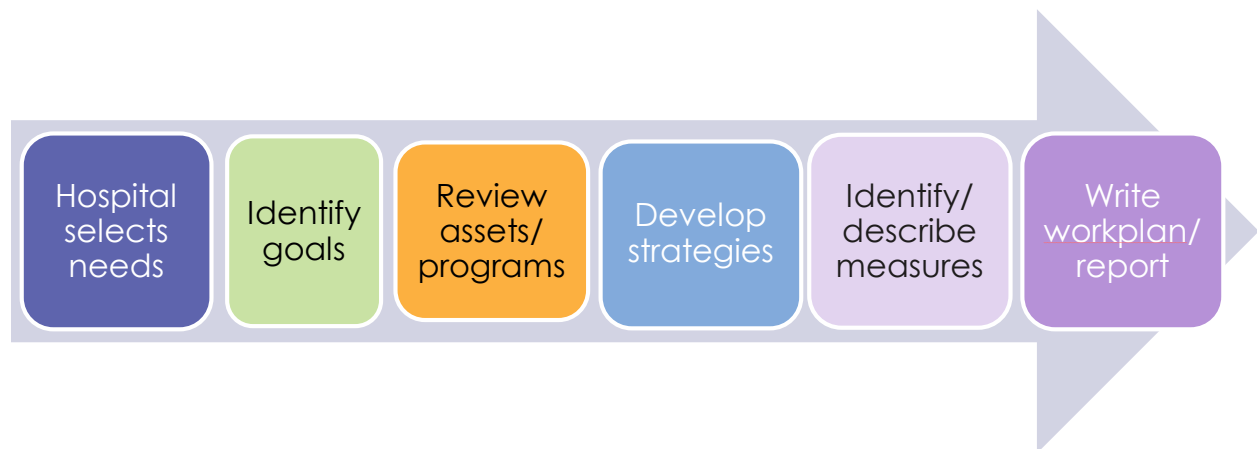 Hospital
selects
needs
Identify
goals
Review
assets/
programs
Develop
strategies
Identify/
describe
measures
Write
workplan/
report